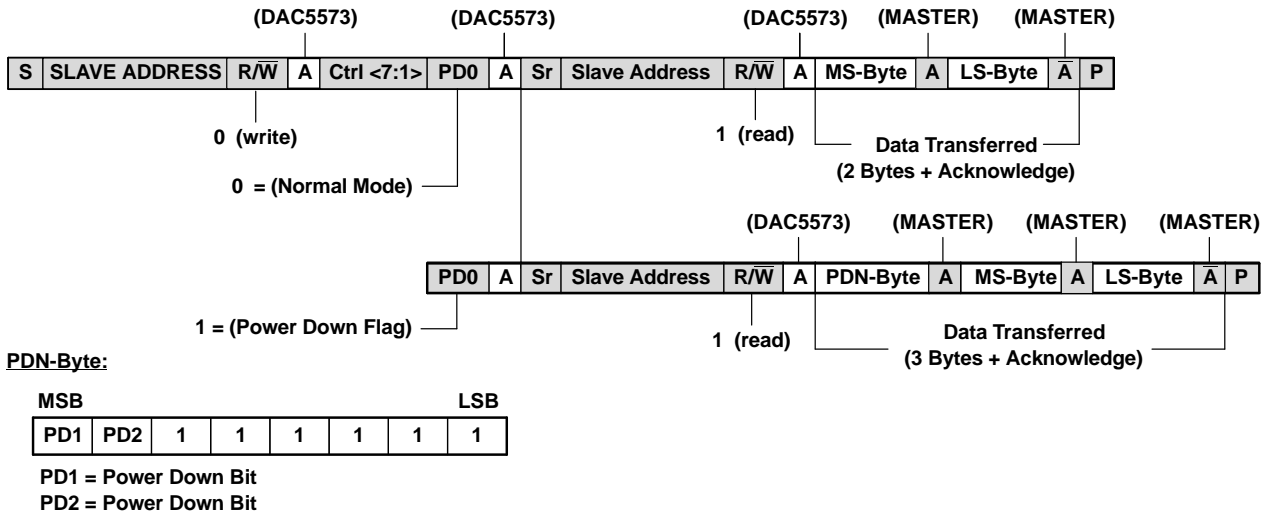 (DAC5573) (DAC5573) (DAC5573) (MASTER) (MASTER)
S SLAVE ADDRESS R/W̅ A Ctrl <7:1> PD0 A Sr Slave Address R/W̅ A MS-Byte A LS-Byte A̅ P
0 (write) 1 (read) Data Transferred
(2 Bytes + Acknowledge)
0 = (Normal Mode)
(DAC5573) (MASTER) (MASTER) (MASTER)
PD0 A Sr Slave Address R/W̅ A PDN-Byte A MS-Byte A LS-Byte A̅ P
1 = (Power Down Flag) 1 (read) Data Transferred
(3 Bytes + Acknowledge)
PDN-Byte:
MSB LSB
PD1 PD2 1 1 1 1 1 1
PD1 = Power Down Bit
PD2 = Power Down Bit